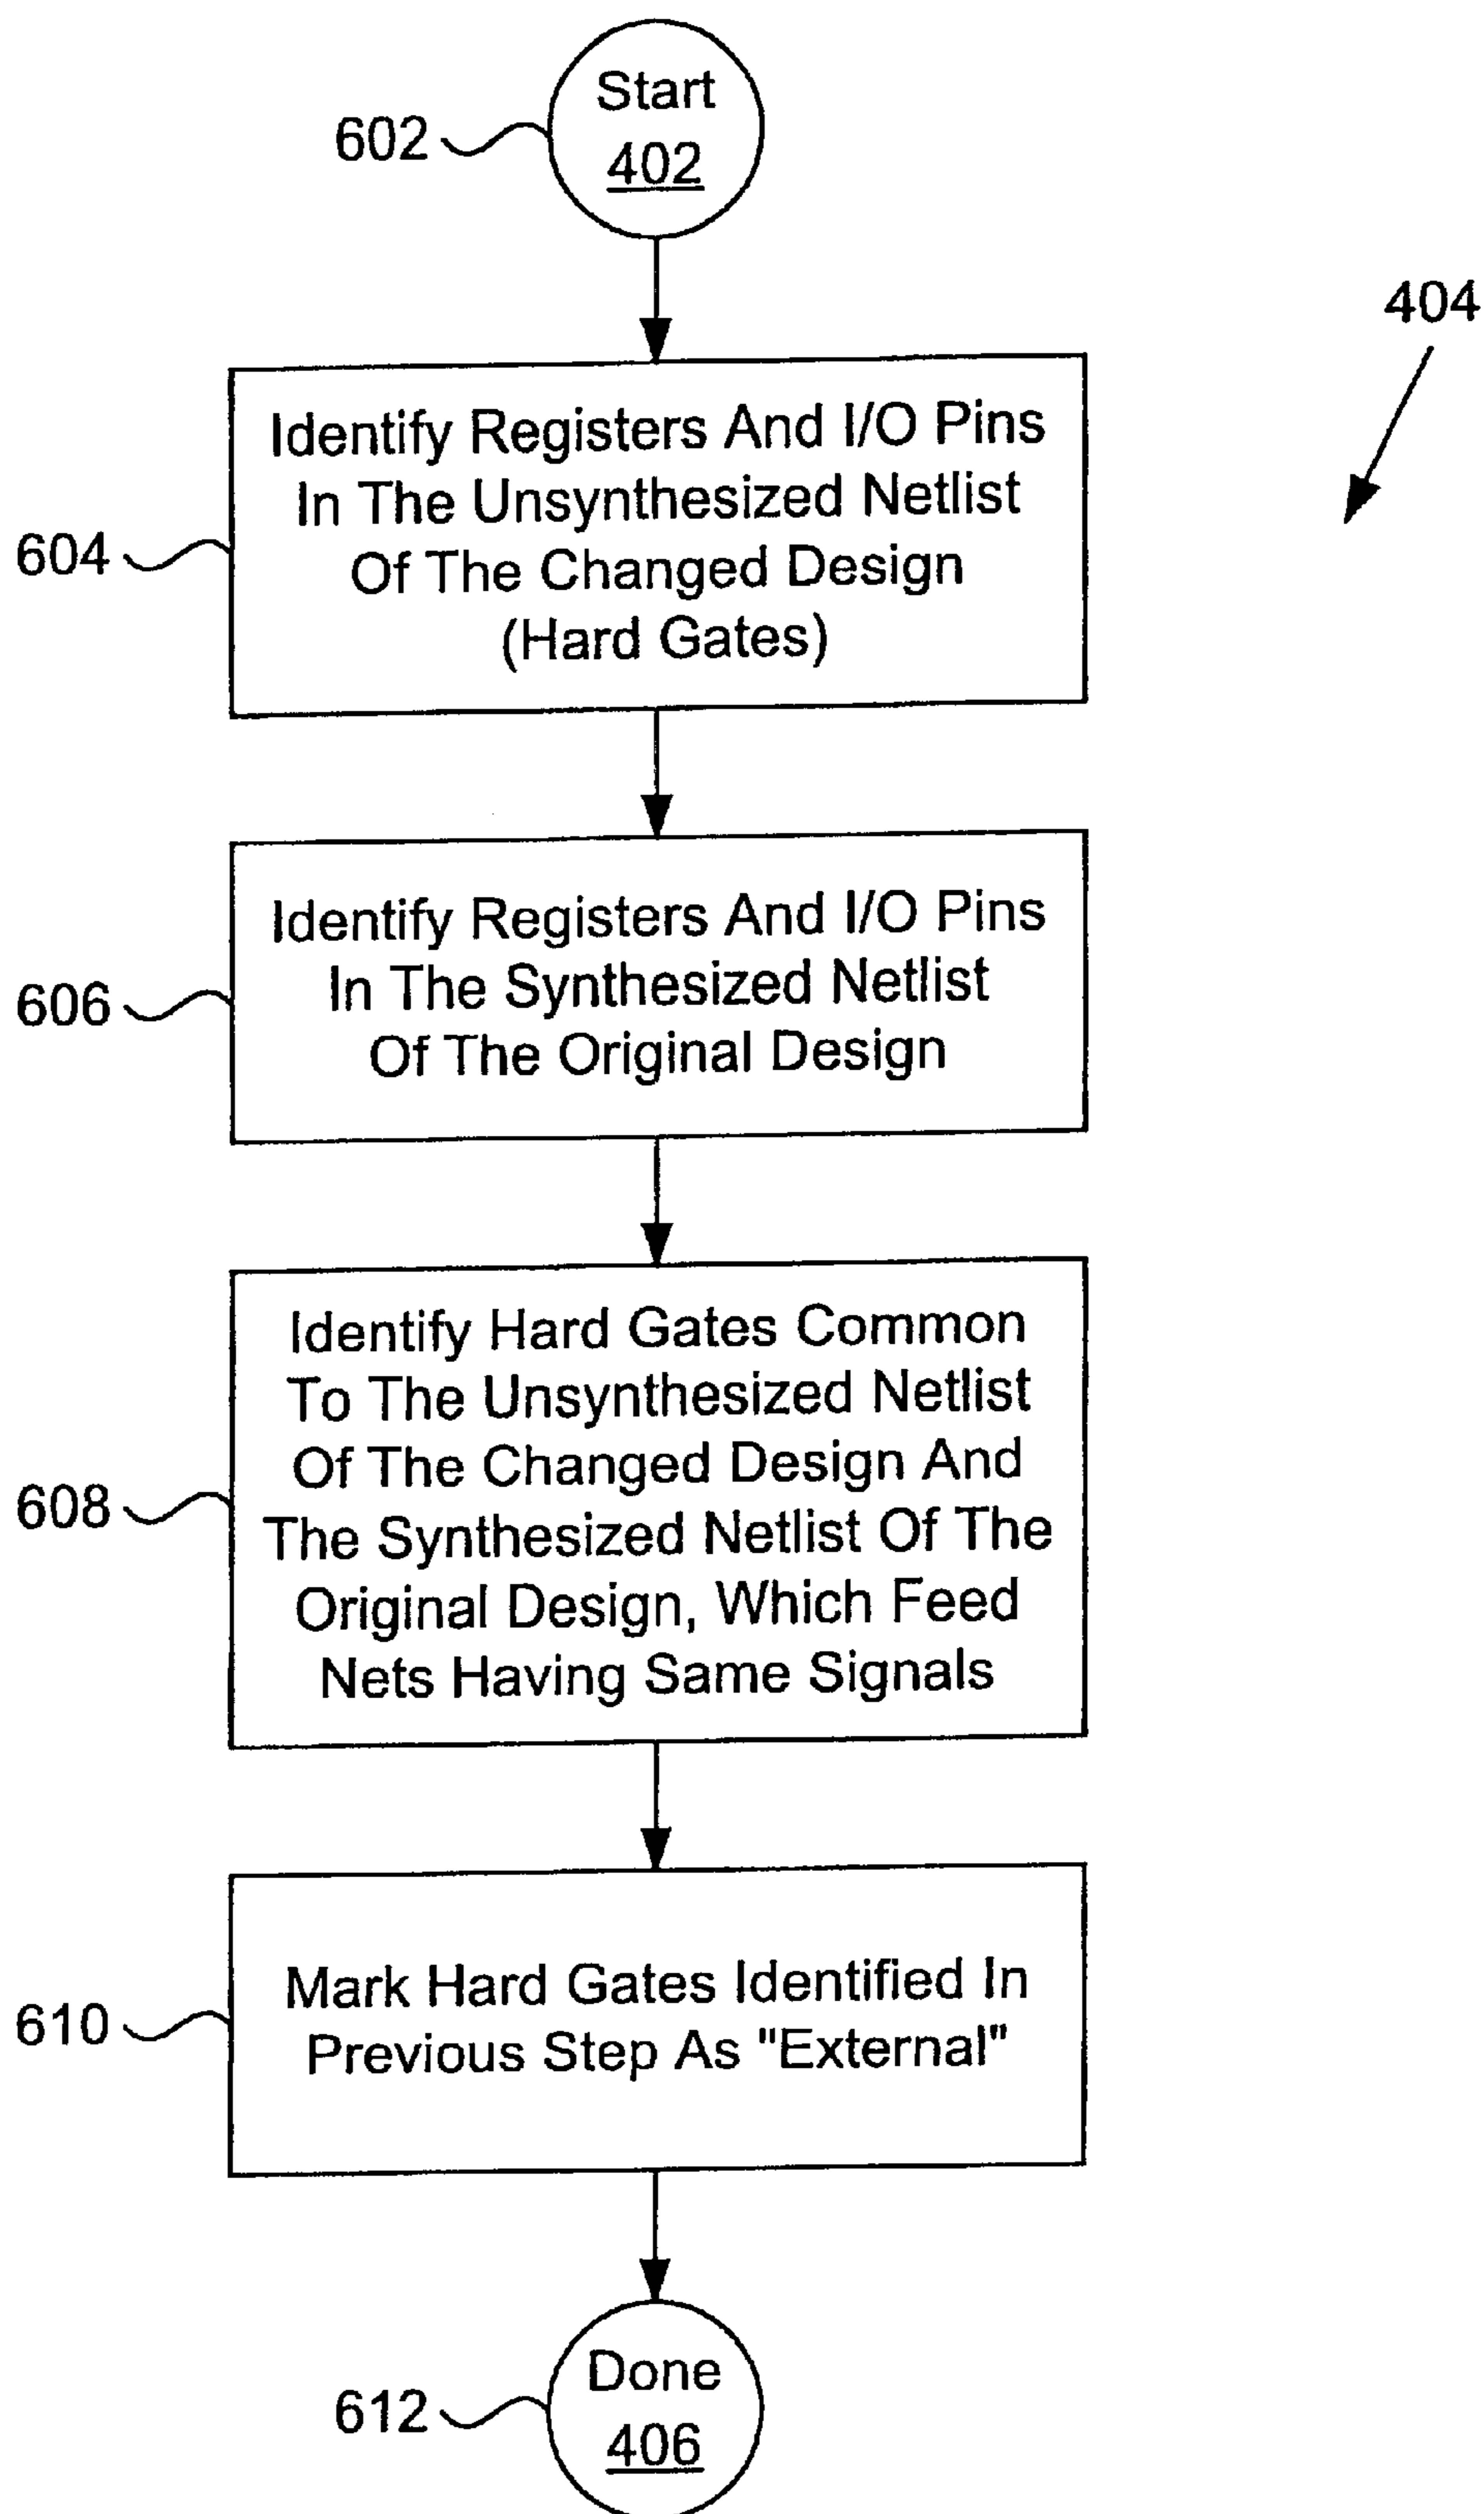 Start
602
402
404
Identify Registers And I/O Pins
In The Unsynthesized Netlist
Of The Changed Design
(Hard Gates)
604
Identify Registers And I/O Pins
In The Synthesized Netlist
Of The Original Design
606
Identify Hard Gates Common
To The Unsynthesized Netlist
Of The Changed Design And
The Synthesized Netlist Of The
Original Design, Which Feed
Nets Having Same Signals
608
Mark Hard Gates Identified In
Previous Step As "External"
610
Done
612
406